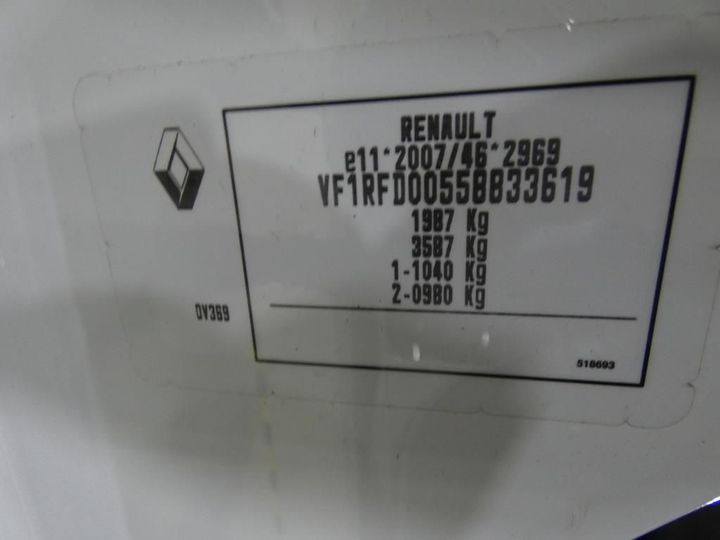 RENAULT
e11*2007/46*2969
VF1RFD00558833619
1987 Kg
3587 Kg
1-1040 Kg
2-0980 Kg
DV369
518693